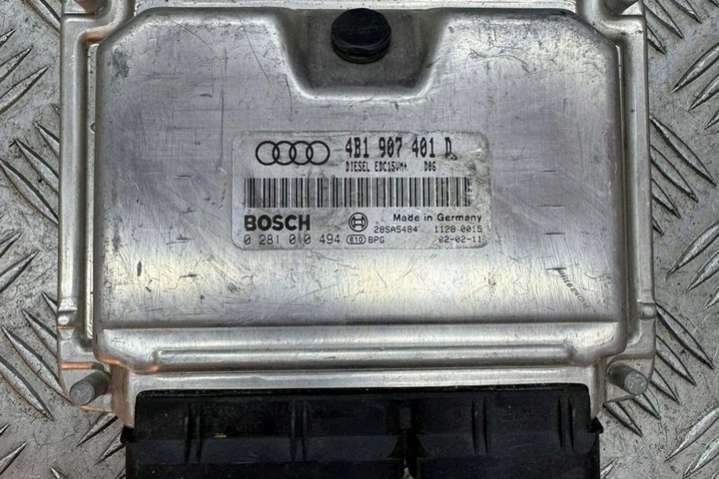 4B1 907 401 D
DIESEL EDC15VM+ D06
BOSCH
Made in Germany
28SA5484 1128 0015
0 281 010 494 610 BPG 02-02-11